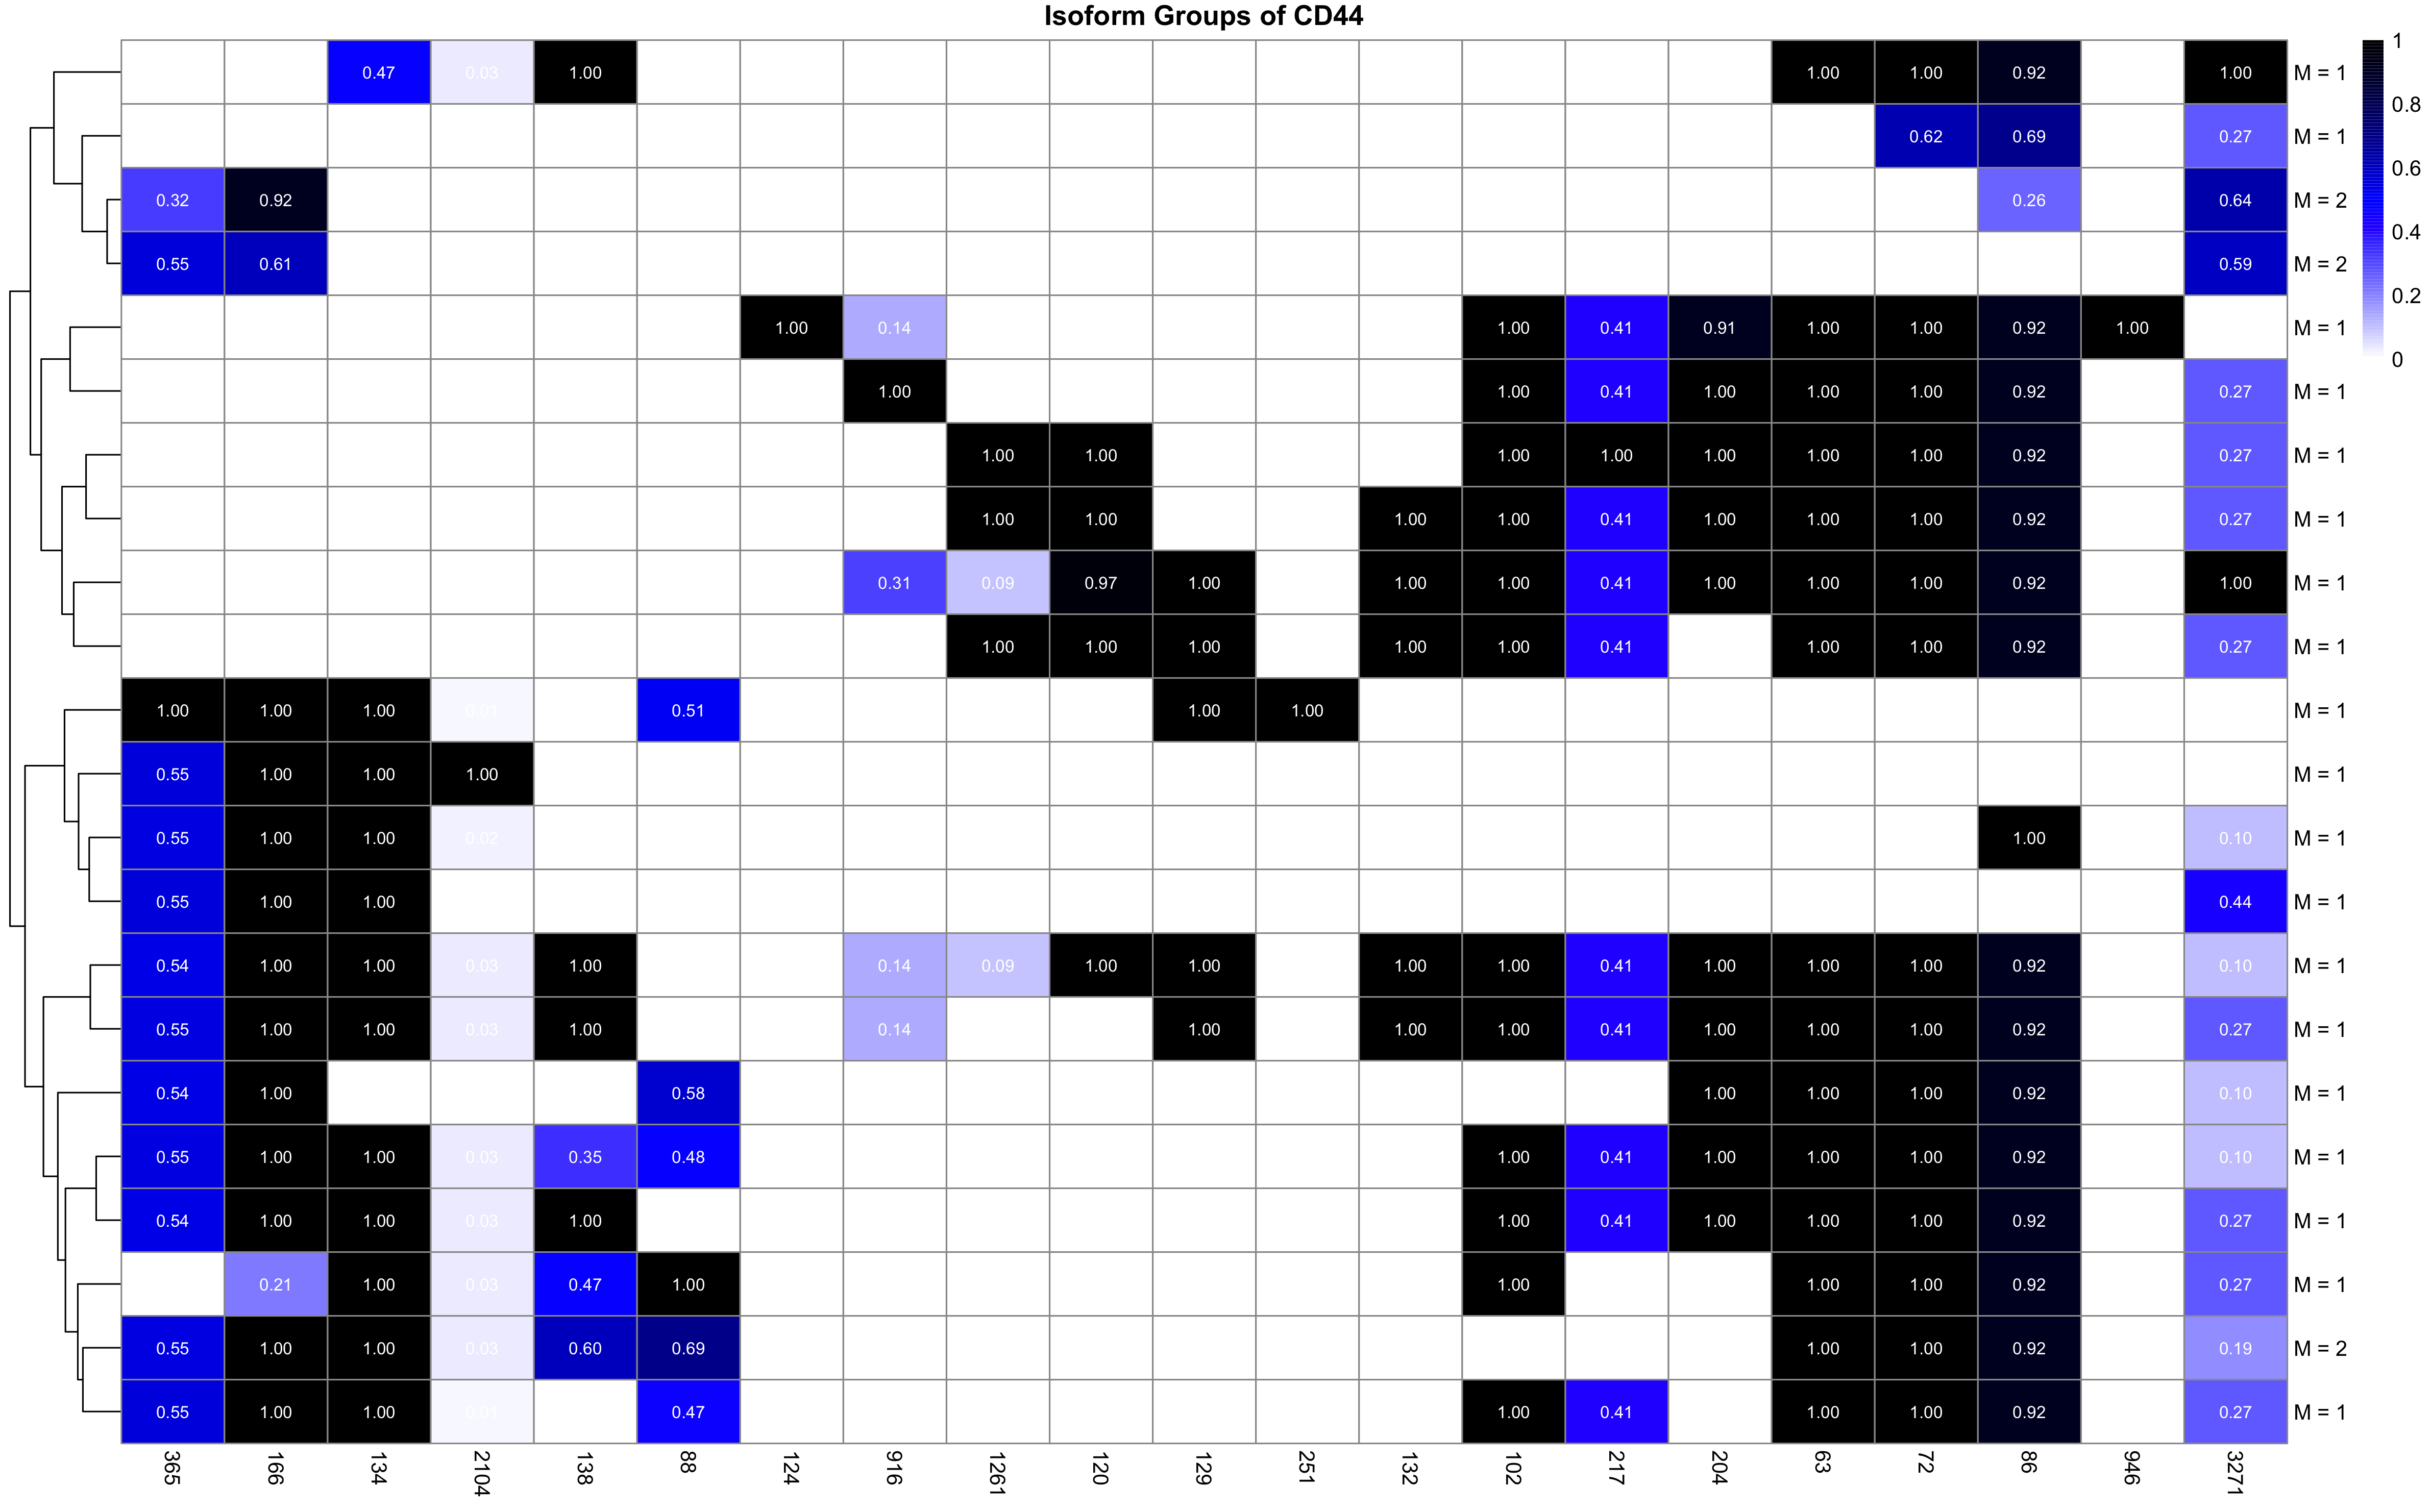 Isoform Groups of CD44
0.47 0.03 1.00 1.00 1.00 0.92 1.00 M = 1
0.62 0.69 0.27 M = 1
0.32 0.92 0.26 0.64 M = 2
0.55 0.61 0.59 M = 2
1.00 0.14 1.00 0.41 0.91 1.00 1.00 0.92 1.00 M = 1
1.00 1.00 0.41 1.00 1.00 1.00 0.92 0.27 M = 1
1.00 1.00 1.00 1.00 1.00 1.00 1.00 0.92 0.27 M = 1
1.00 1.00 1.00 1.00 0.41 1.00 1.00 1.00 0.92 0.27 M = 1
0.31 0.09 0.97 1.00 1.00 1.00 0.41 1.00 1.00 1.00 0.92 1.00 M = 1
1.00 1.00 1.00 1.00 1.00 0.41 1.00 1.00 0.92 0.27 M = 1
1.00 1.00 1.00 0.01 0.51 1.00 1.00 M = 1
0.55 1.00 1.00 1.00 M = 1
0.55 1.00 1.00 0.02 1.00 0.10 M = 1
0.55 1.00 1.00 0.44 M = 1
0.54 1.00 1.00 0.03 1.00 0.14 0.09 1.00 1.00 1.00 1.00 0.41 1.00 1.00 1.00 0.92 0.10 M = 1
0.55 1.00 1.00 0.03 1.00 0.14 1.00 1.00 1.00 0.41 1.00 1.00 1.00 0.92 0.27 M = 1
0.54 1.00 0.58 1.00 1.00 1.00 0.92 0.10 M = 1
0.55 1.00 1.00 0.03 0.35 0.48 1.00 0.41 1.00 1.00 1.00 0.92 0.10 M = 1
0.54 1.00 1.00 0.03 1.00 1.00 0.41 1.00 1.00 1.00 0.92 0.27 M = 1
0.21 1.00 0.03 0.47 1.00 1.00 1.00 1.00 0.92 0.27 M = 1
0.55 1.00 1.00 0.03 0.60 0.69 1.00 1.00 0.92 0.19 M = 2
0.55 1.00 1.00 0.01 0.47 1.00 0.41 1.00 1.00 0.92 0.27 M = 1
365 166 134 2104 138 88 124 916 1261 120 129 251 132 102 217 204 63 72 86 946 3271
1
0.8
0.6
0.4
0.2
0